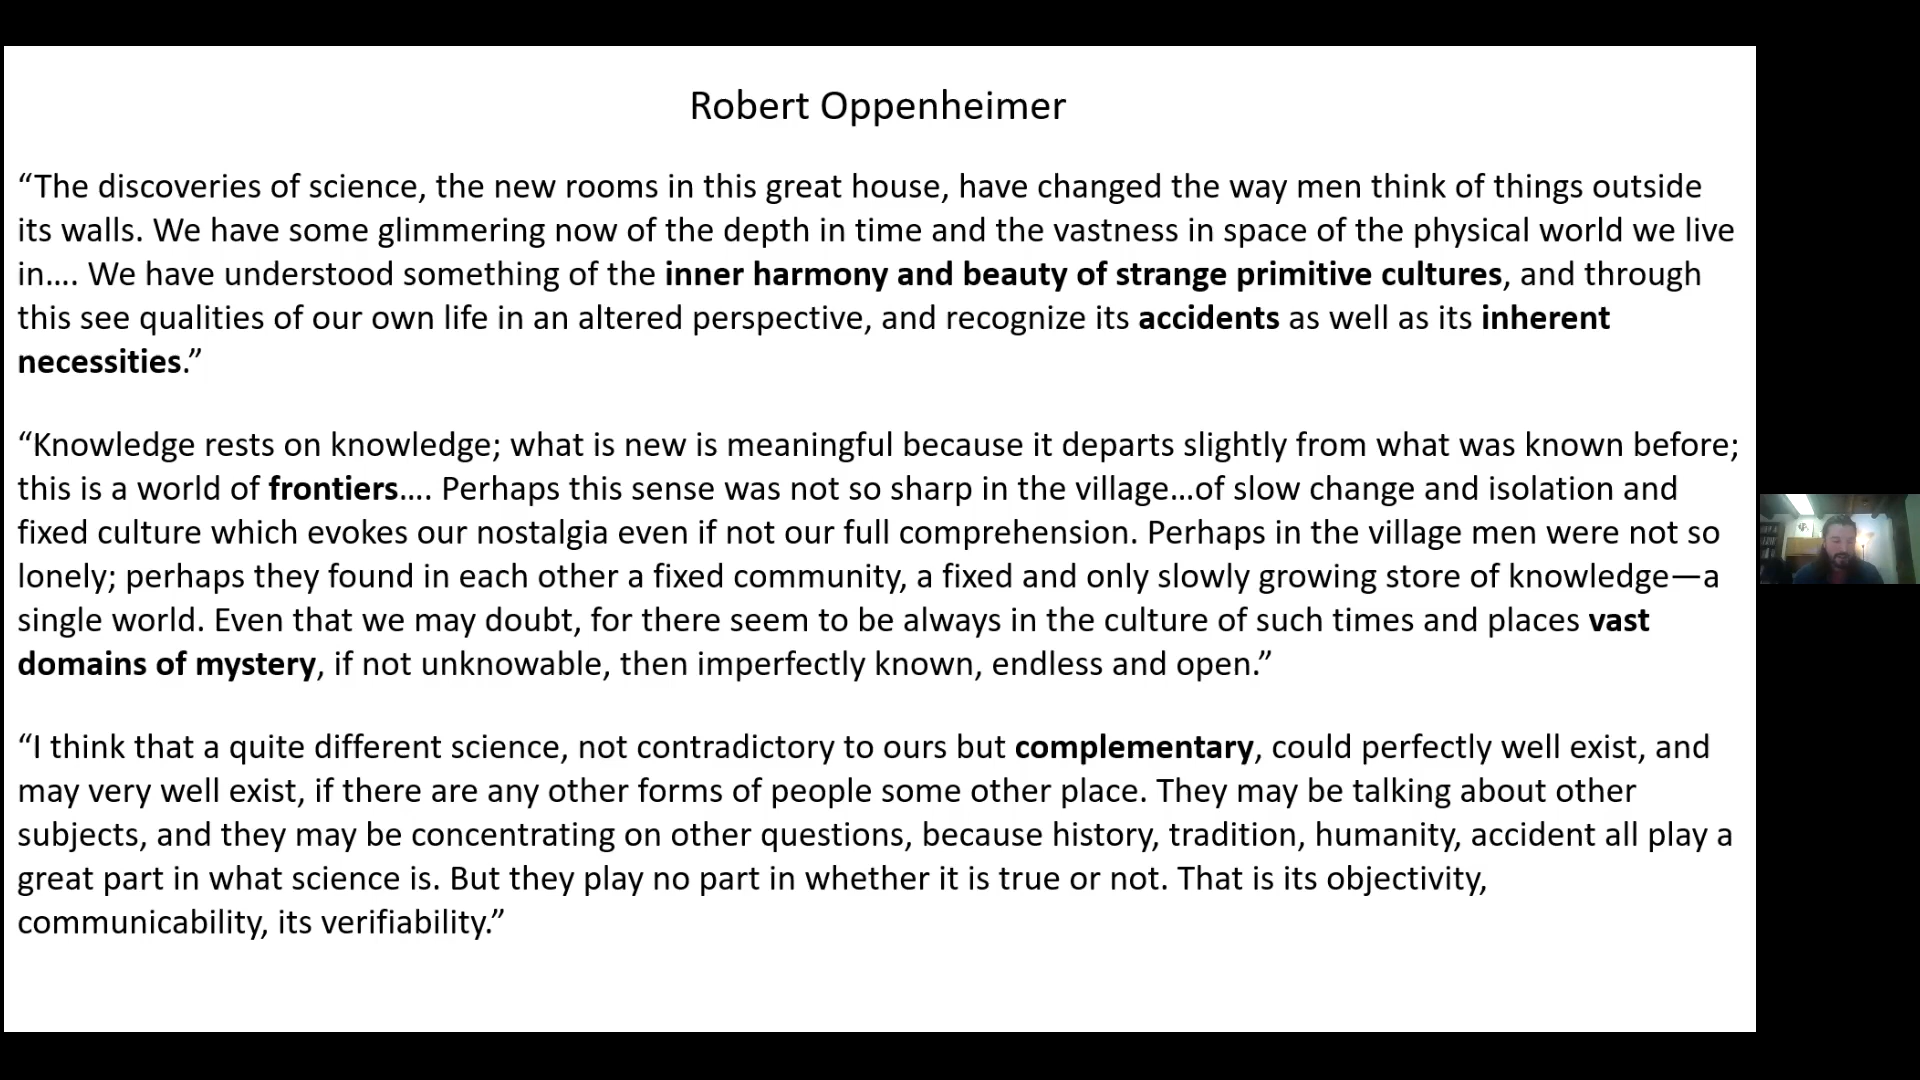 Robert Oppenheimer
“The discoveries of science, the new rooms in this great house, have changed the way men think of things outside
its walls. We have some glimmering now of the depth in time and the vastness in space of the physical world we live
in…. We have understood something of the inner harmony and beauty of strange primitive cultures, and through
this see qualities of our own life in an altered perspective, and recognize its accidents as well as its inherent
necessities.”
“Knowledge rests on knowledge; what is new is meaningful because it departs slightly from what was known before;
this is a world of frontiers…. Perhaps this sense was not so sharp in the village…of slow change and isolation and
fixed culture which evokes our nostalgia even if not our full comprehension. Perhaps in the village men were not so
lonely; perhaps they found in each other a fixed community, a fixed and only slowly growing store of knowledge—a
single world. Even that we may doubt, for there seem to be always in the culture of such times and places vast
domains of mystery, if not unknowable, then imperfectly known, endless and open.”
“I think that a quite different science, not contradictory to ours but complementary, could perfectly well exist, and
may very well exist, if there are any other forms of people some other place. They may be talking about other
subjects, and they may be concentrating on other questions, because history, tradition, humanity, accident all play a
great part in what science is. But they play no part in whether it is true or not. That is its objectivity,
communicability, its verifiability.”